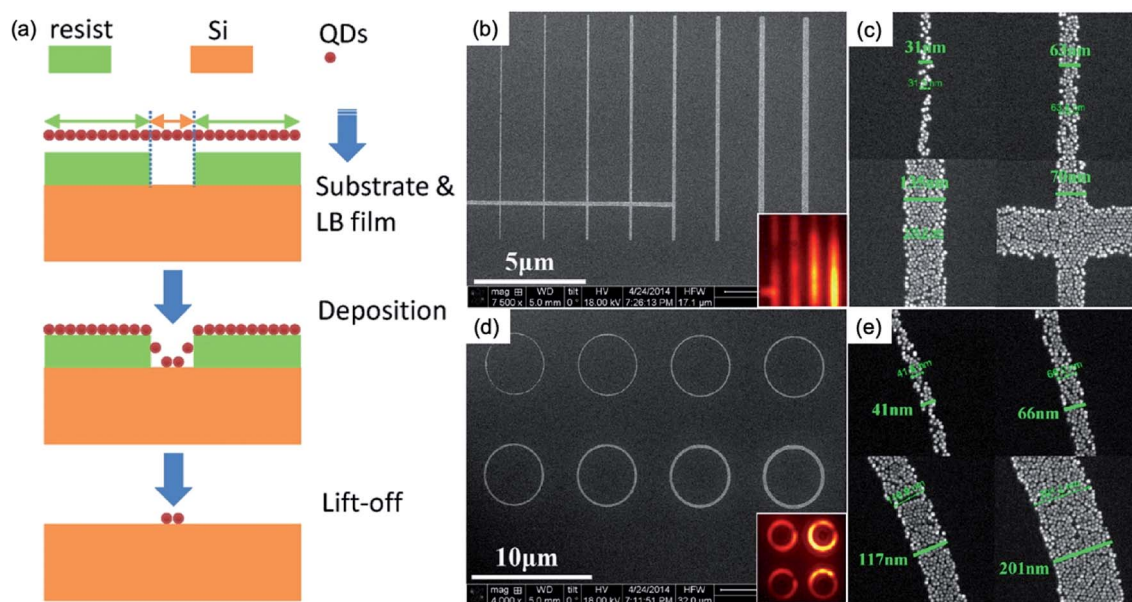 (a)
resist
Si
QDs
Substrate &
LB film
Deposition
Lift-off
(b)
5µm
mag
WD
tilt
HV
4/24/2014
HFW
7 500 x
5.0 mm
0°
18.00 kV
7:26:13 PM
17.1 µm
(c)
31nm
63nm
78nm
(d)
10µm
mag
WD
tilt
HV
4/24/2014
HFW
4 000 x
5.0 mm
0°
18.00 kV
7:11:51 PM
32.0 µm
(e)
41nm
66nm
117nm
201nm